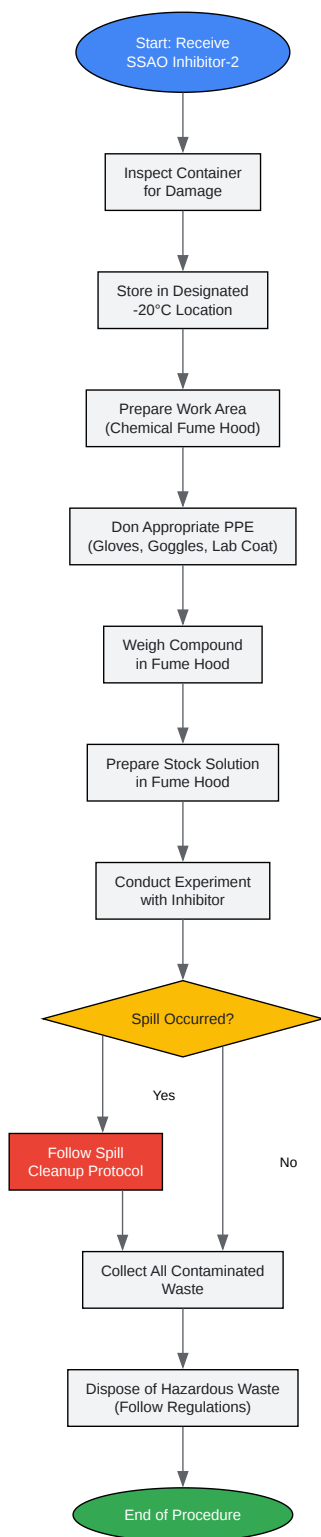 Start: Receive
SSAO Inhibitor-2
Inspect Container
for Damage
Store in Designated
-20°C Location
Prepare Work Area
(Chemical Fume Hood)
Don Appropriate PPE
(Gloves, Goggles, Lab Coat)
Weigh Compound
in Fume Hood
Prepare Stock Solution
in Fume Hood
Conduct Experiment
with Inhibitor
Spill Occurred?
Yes
Follow Spill
Cleanup Protocol
No
Collect All Contaminated
Waste
Dispose of Hazardous Waste
(Follow Regulations)
End of Procedure